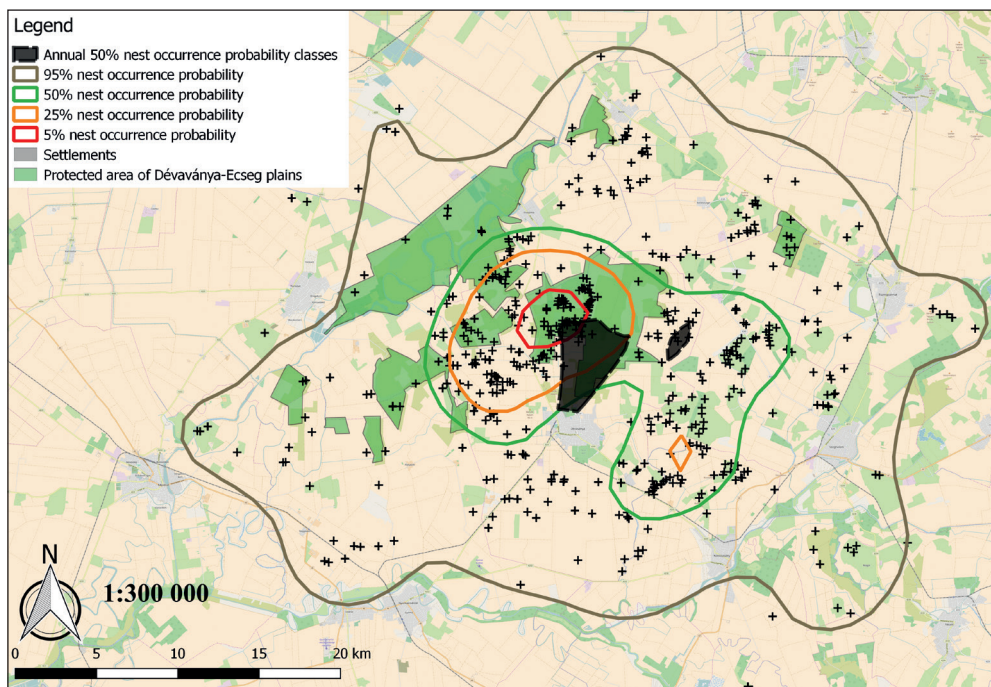 Legend
Annual 50% nest occurrence probability classes
95% nest occurrence probability
50% nest occurrence probability
25% nest occurrence probability
5% nest occurrence probability
Settlements
Protected area of Dévaványa-Ecseg plains
N
1:300 000
0 5 10 15 20 km